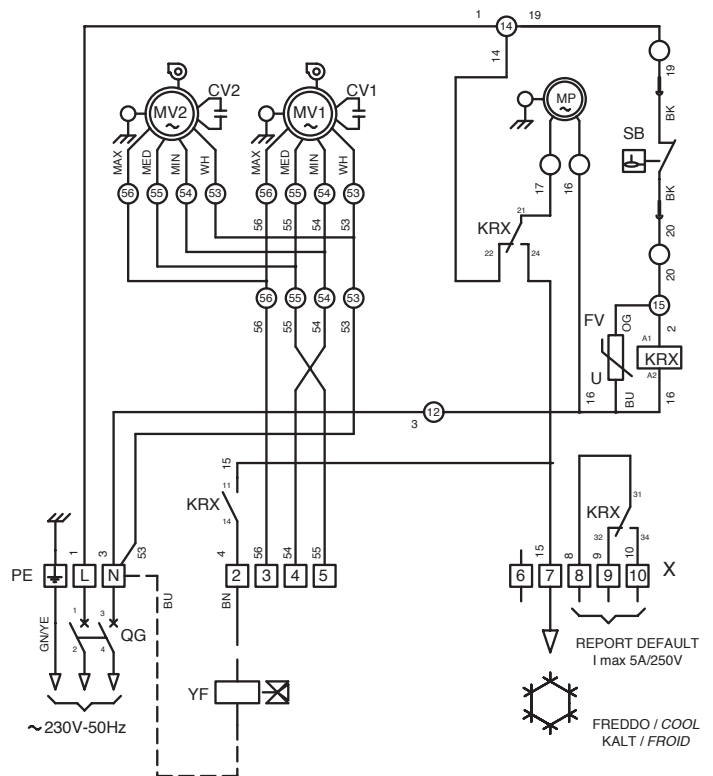 1 14 19
14
19
CV2 CV1
MV2 MV1 MP
~ ~ ~
BK
SB
MAX MED MIN WH MAX MED MIN WH
17 16
BK
56 55 54 53 56 55 54 53
56 55 54 53
21
KRX
22 24
20
20
56 55 54 53
15
FV OG 2
56 55 54 53
A1
KRX
U A2
16 BU 16
12
3
15
11
KRX
14
31
KRX
32 34
1 3 53 4 56 54 55 15 8 9 10
PE L N 2 3 4 5 6 7 8 9 10 X
GN/YE BU BN
1 3
QG
2 4
REPORT DEFAULT
I max 5A/250V
YF
~230V-50Hz
FREDDO / COOL
KALT / FROID